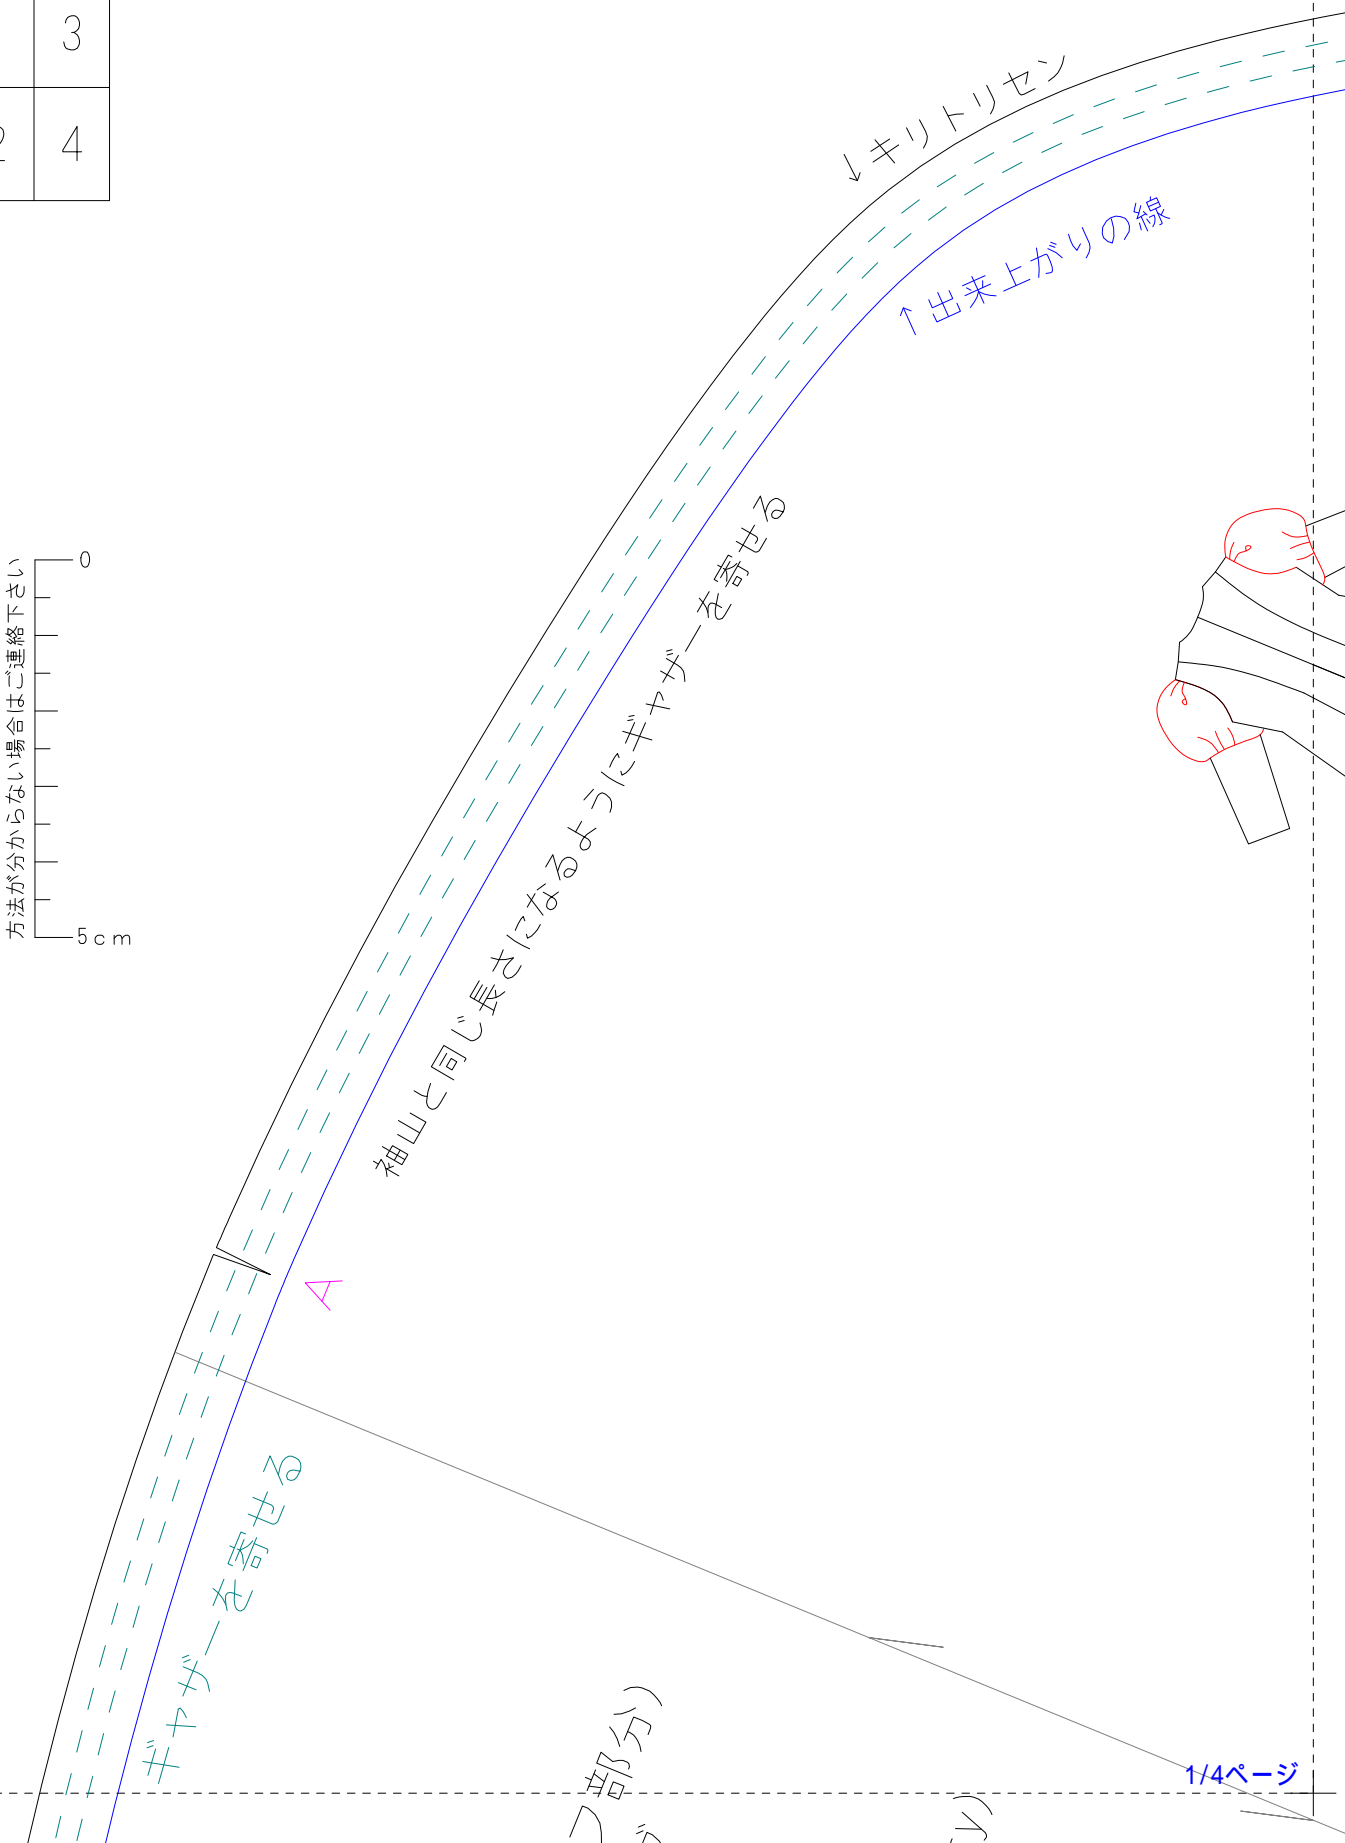 3
2 4
↓キリトリセン
↑出来上がりの線
袖山と同じ長さになるようにギャザーを寄せる
0
5cm
方法が分からない場合はご連絡下さい
A
ギャザーを寄せる
フ部分)
1/4ページ
y)